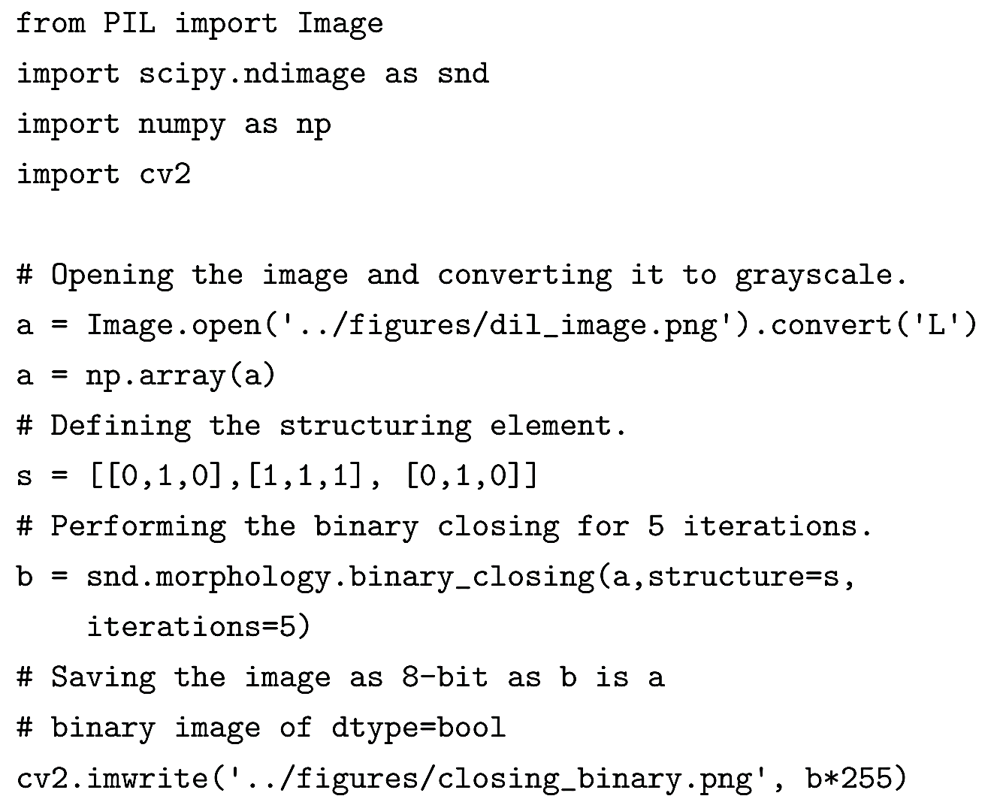 from PIL import Image
import scipy.ndimage as snd
import numpy as np
import cv2

# Opening the image and converting it to grayscale.
a = Image.open('../figures/dil_image.png').convert('L')
a = np.array(a)
# Defining the structuring element.
s = [[0,1,0],[1,1,1], [0,1,0]]
# Performing the binary closing for 5 iterations.
b = snd.morphology.binary_closing(a,structure=s,
    iterations=5)
# Saving the image as 8-bit as b is a
# binary image of dtype=bool
cv2.imwrite('../figures/closing_binary.png', b*255)